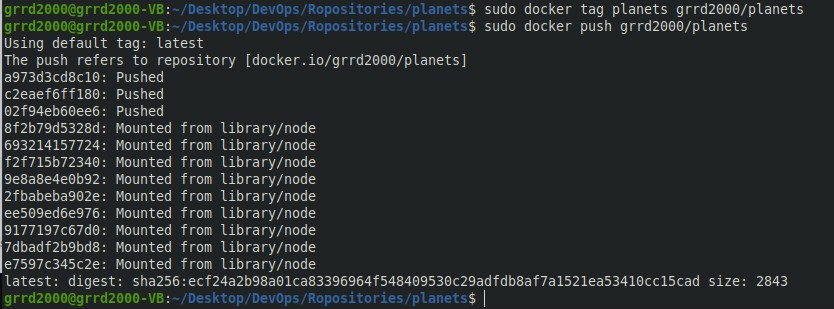 grrd2000@grrd2000-VB:~/Desktop/DevOps/Ropositories/planets$ sudo docker tag planets grrd2000/planets
grrd2000@grrd2000-VB:~/Desktop/DevOps/Ropositories/planets$ sudo docker push grrd2000/planets
Using default tag: latest
The push refers to repository [docker.io/grrd2000/planets]
a973d3cd8c10: Pushed
c2eaef6ff180: Pushed
02f94eb60ee6: Pushed
8f2b79d5328d: Mounted from library/node
693214157724: Mounted from library/node
f2f715b72340: Mounted from library/node
9e8a8e4e0b92: Mounted from library/node
2fbabeba902e: Mounted from library/node
ee509ed6e976: Mounted from library/node
9177197c67d0: Mounted from library/node
7dbadf2b9bd8: Mounted from library/node
e7597c345c2e: Mounted from library/node
latest: digest: sha256:ecf24a2b98a01ca83396964f548409530c29adfdb8af7a1521ea53410cc15cad size: 2843
grrd2000@grrd2000-VB:~/Desktop/DevOps/Ropositories/planets$